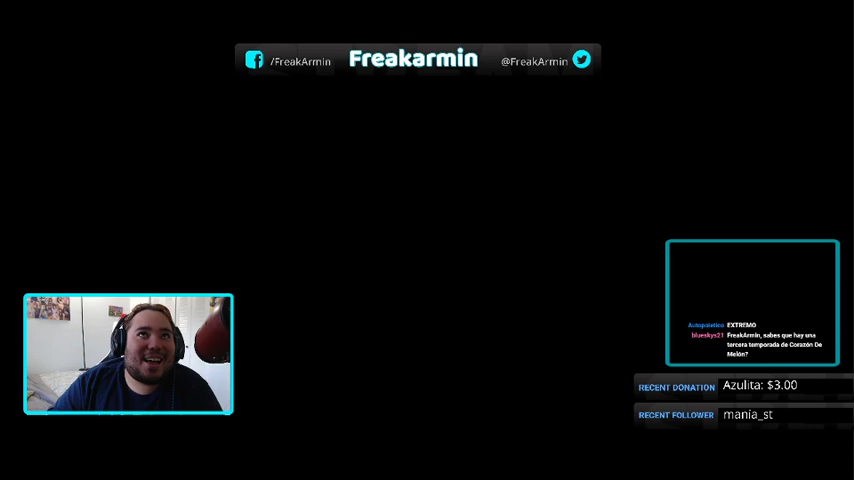 /FreakArmin
Freakarmin
@FreakArmin
Autopaletico EXTREMO
blueskys21 FreakArmin, sabes que hay una
tercera temporada de Corazón De
Melón?
RECENT DONATION Azulita: $3.00
RECENT FOLLOWER mania_st